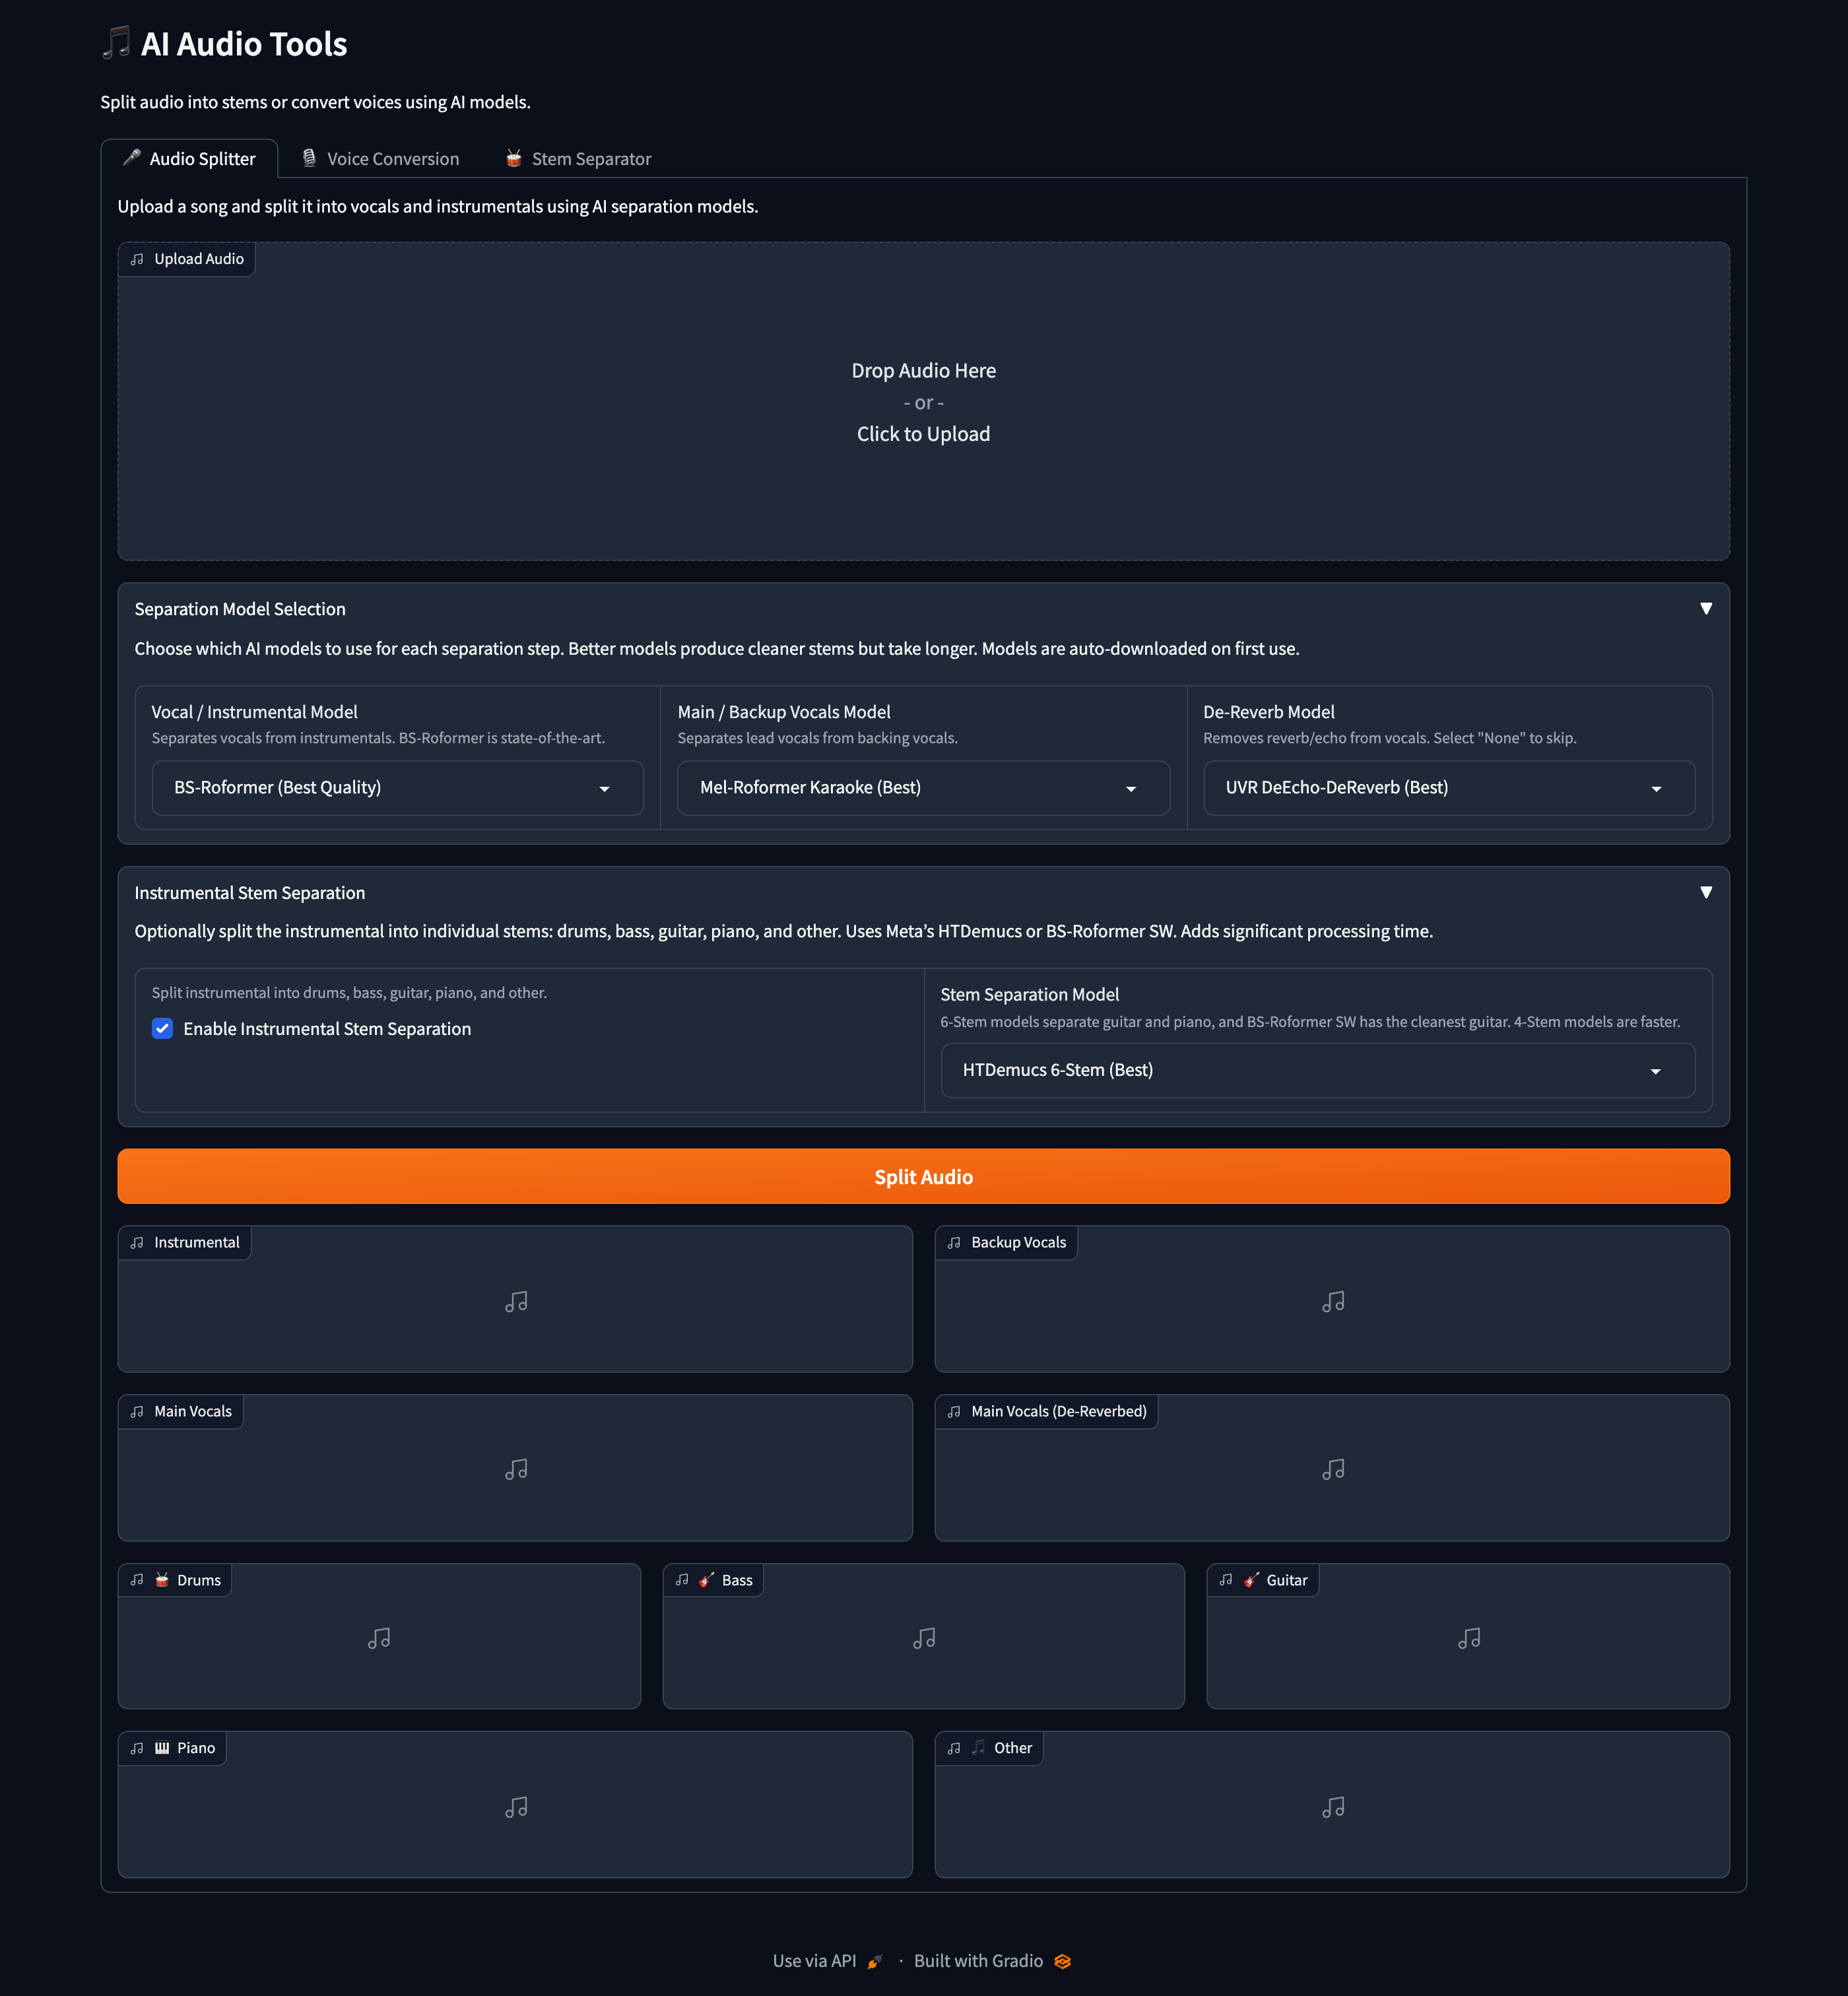 AI Audio Tools
Split audio into stems or convert voices using AI models.
Audio Splitter
Voice Conversion
Stem Separator
Upload a song and split it into vocals and instrumentals using AI separation models.
Upload Audio
Drop Audio Here
- or -
Click to Upload
Separation Model Selection
Choose which AI models to use for each separation step. Better models produce cleaner stems but take longer. Models are auto-downloaded on first use.
Vocal / Instrumental Model
Separates vocals from instrumentals. BS-Roformer is state-of-the-art.
BS-Roformer (Best Quality)
Main / Backup Vocals Model
Separates lead vocals from backing vocals.
Mel-Roformer Karaoke (Best)
De-Reverb Model
Removes reverb/echo from vocals. Select "None" to skip.
UVR DeEcho-DeReverb (Best)
Instrumental Stem Separation
Optionally split the instrumental into individual stems: drums, bass, guitar, piano, and other. Uses Meta’s HTDemucs or BS-Roformer SW. Adds significant processing time.
Split instrumental into drums, bass, guitar, piano, and other.
Enable Instrumental Stem Separation
Stem Separation Model
6-Stem models separate guitar and piano, and BS-Roformer SW has the cleanest guitar. 4-Stem models are faster.
HTDemucs 6-Stem (Best)
Split Audio
Instrumental
Backup Vocals
Main Vocals
Main Vocals (De-Reverbed)
Drums
Bass
Guitar
Piano
Other
Use via API · Built with Gradio